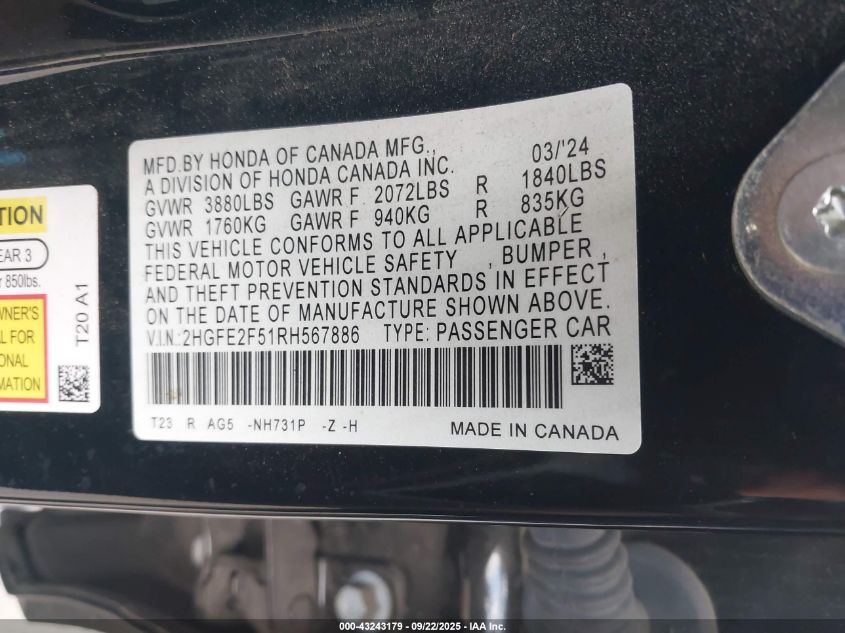 MFD.BY HONDA OF CANADA MFG., 03/'24
A DIVISION OF HONDA CANADA INC.
GVWR 3880LBS GAWR F 2072LBS R 1840LBS
GVWR 1760KG GAWR F 940KG R 835KG
THIS VEHICLE CONFORMS TO ALL APPLICABLE
FEDERAL MOTOR VEHICLE SAFETY , BUMPER ,
AND THEFT PREVENTION STANDARDS IN EFFECT
ON THE DATE OF MANUFACTURE SHOWN ABOVE.
V.I.N.:2HGFE2F51RH567886 TYPE: PASSENGER CAR
T23 R AG5 -NH731P -Z -H
MADE IN CANADA
TION
EAR 3
r 850lbs.
WNER'S
AL FOR
IONAL
MATION
T20 A1
000-43243179 - 09/22/2025 - IAA, Inc.